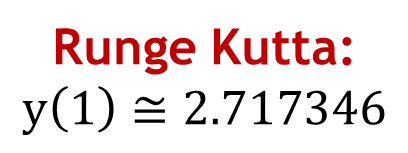 Runge Kutta:
y(1) ≅ 2.717346